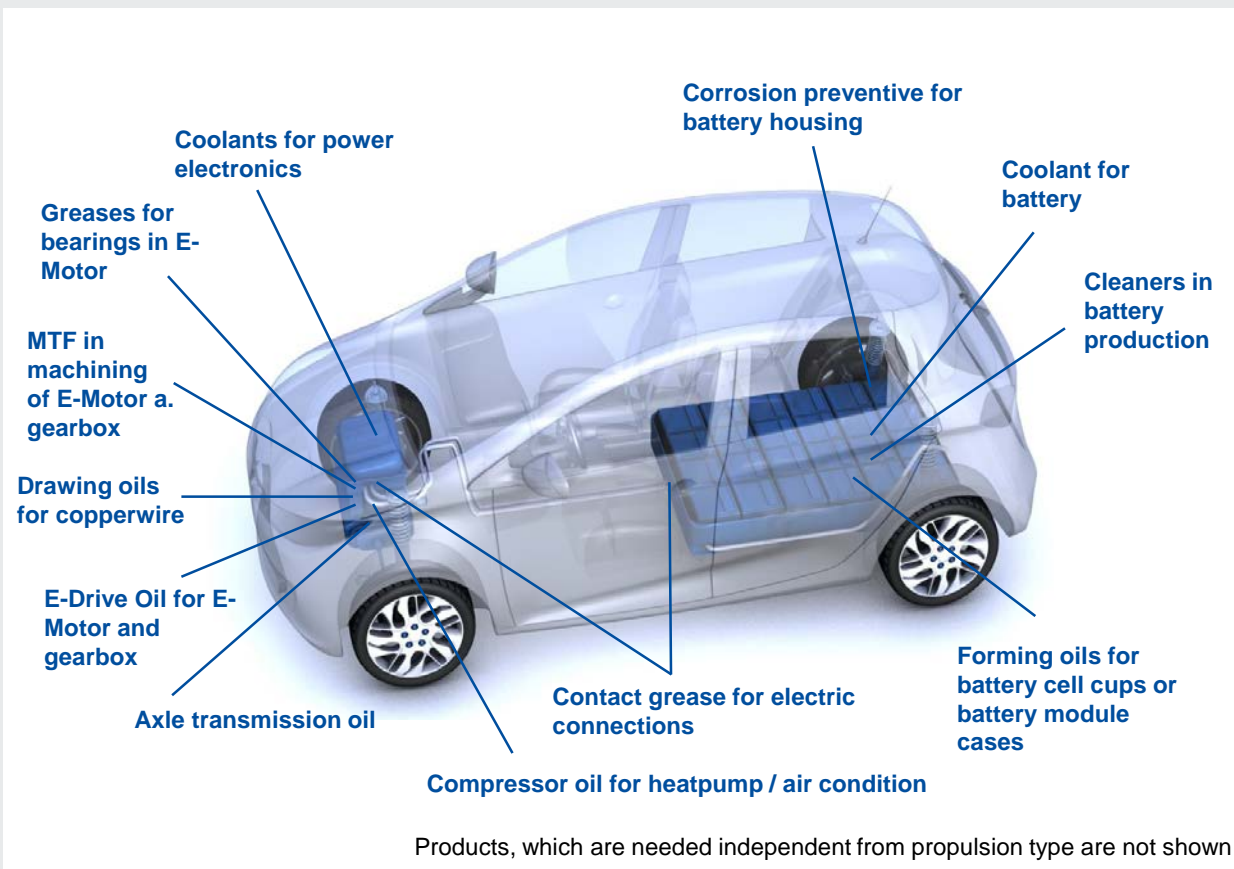 Corrosion preventive for
battery housing
Coolants for power
electronics
Coolant for
battery
Greases for
bearings in E-
Motor
Cleaners in
battery
production
MTF in
machining
of E-Motor a.
gearbox
Drawing oils
for copperwire
E-Drive Oil for E-
Motor and
gearbox
Forming oils for
battery cell cups or
battery module
cases
Contact grease for electric
connections
Axle transmission oil
Compressor oil for heatpump / air condition
Products, which are needed independent from propulsion type are not shown